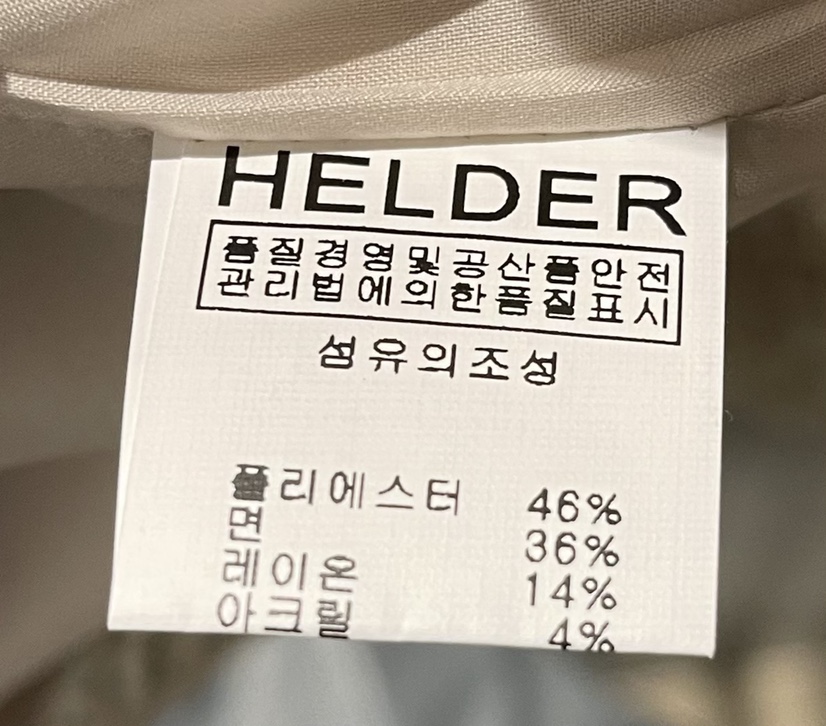 HELDER
품질경영및공산품안전
관리법에의한품질표시
섬유의조성
폴리에스터 46%
면 36%
레이온 14%
아크릴 4%